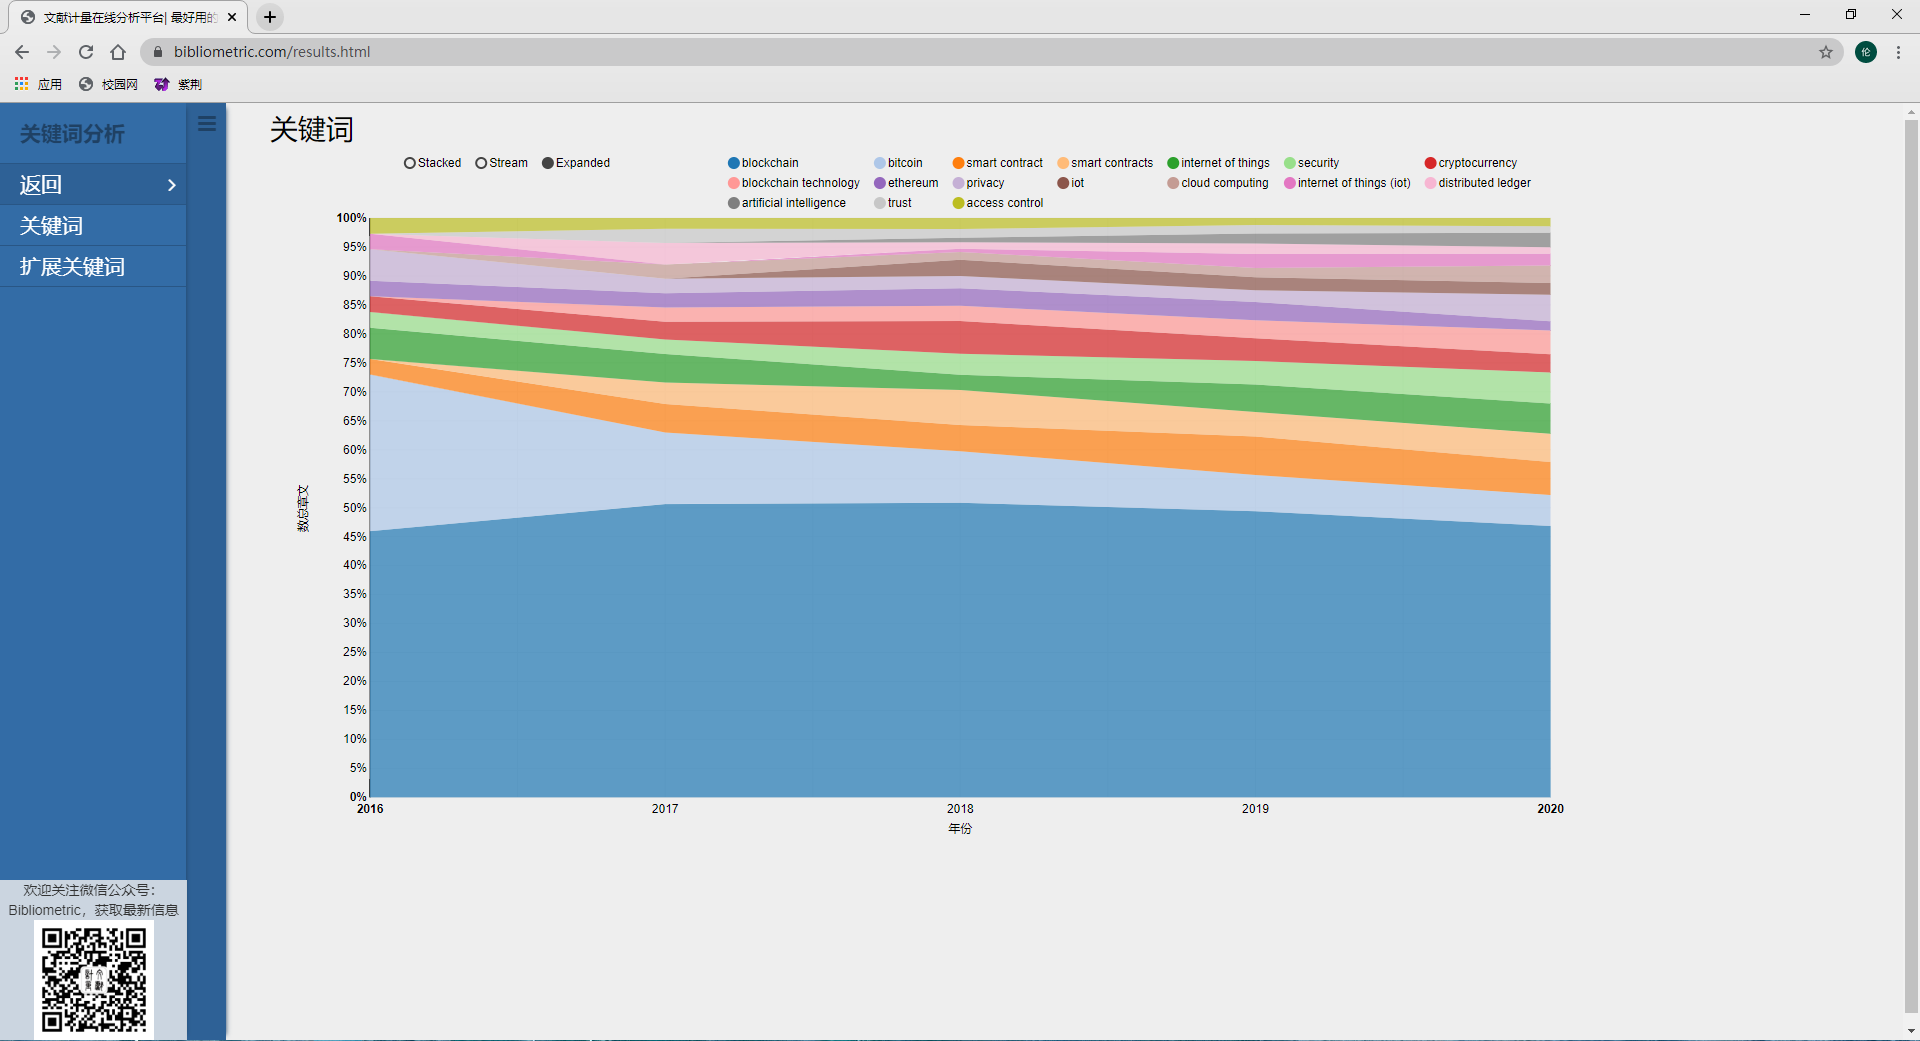 文献计量在线分析平台| 最好用的
bibliometric.com/results.html
伦
应用 校园网 紫荆
关键词分析
返回
关键词
扩展关键词
欢迎关注微信公众号：
Bibliometric，获取最新信息
关键词
Stacked Stream Expanded
blockchain bitcoin smart contract smart contracts internet of things security cryptocurrency
blockchain technology ethereum privacy iot cloud computing internet of things (iot) distributed ledger
artificial intelligence trust access control
100%
95%
90%
85%
80%
75%
70%
65%
60%
55%
50%
45%
40%
35%
30%
25%
20%
15%
10%
5%
0%
数总章文
2016 2017 2018 2019 2020
年份